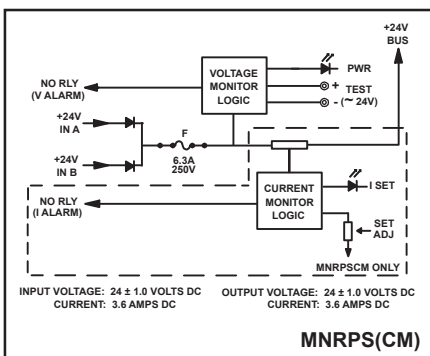 +24V
BUS
VOLTAGE
MONITOR
LOGIC
PWR
+ TEST
- (~ 24V)
NO RLY
(V ALARM)
+24V
IN A
F
6.3A
250V
+24V
IN B
CURRENT
MONITOR
LOGIC
I SET
NO RLY
(I ALARM)
SET
ADJ
MNRPSCM ONLY
INPUT VOLTAGE: 24 ± 1.0 VOLTS DC
CURRENT: 3.6 AMPS DC
OUTPUT VOLTAGE: 24 ± 1.0 VOLTS DC
CURRENT: 3.6 AMPS DC
MNRPS(CM)